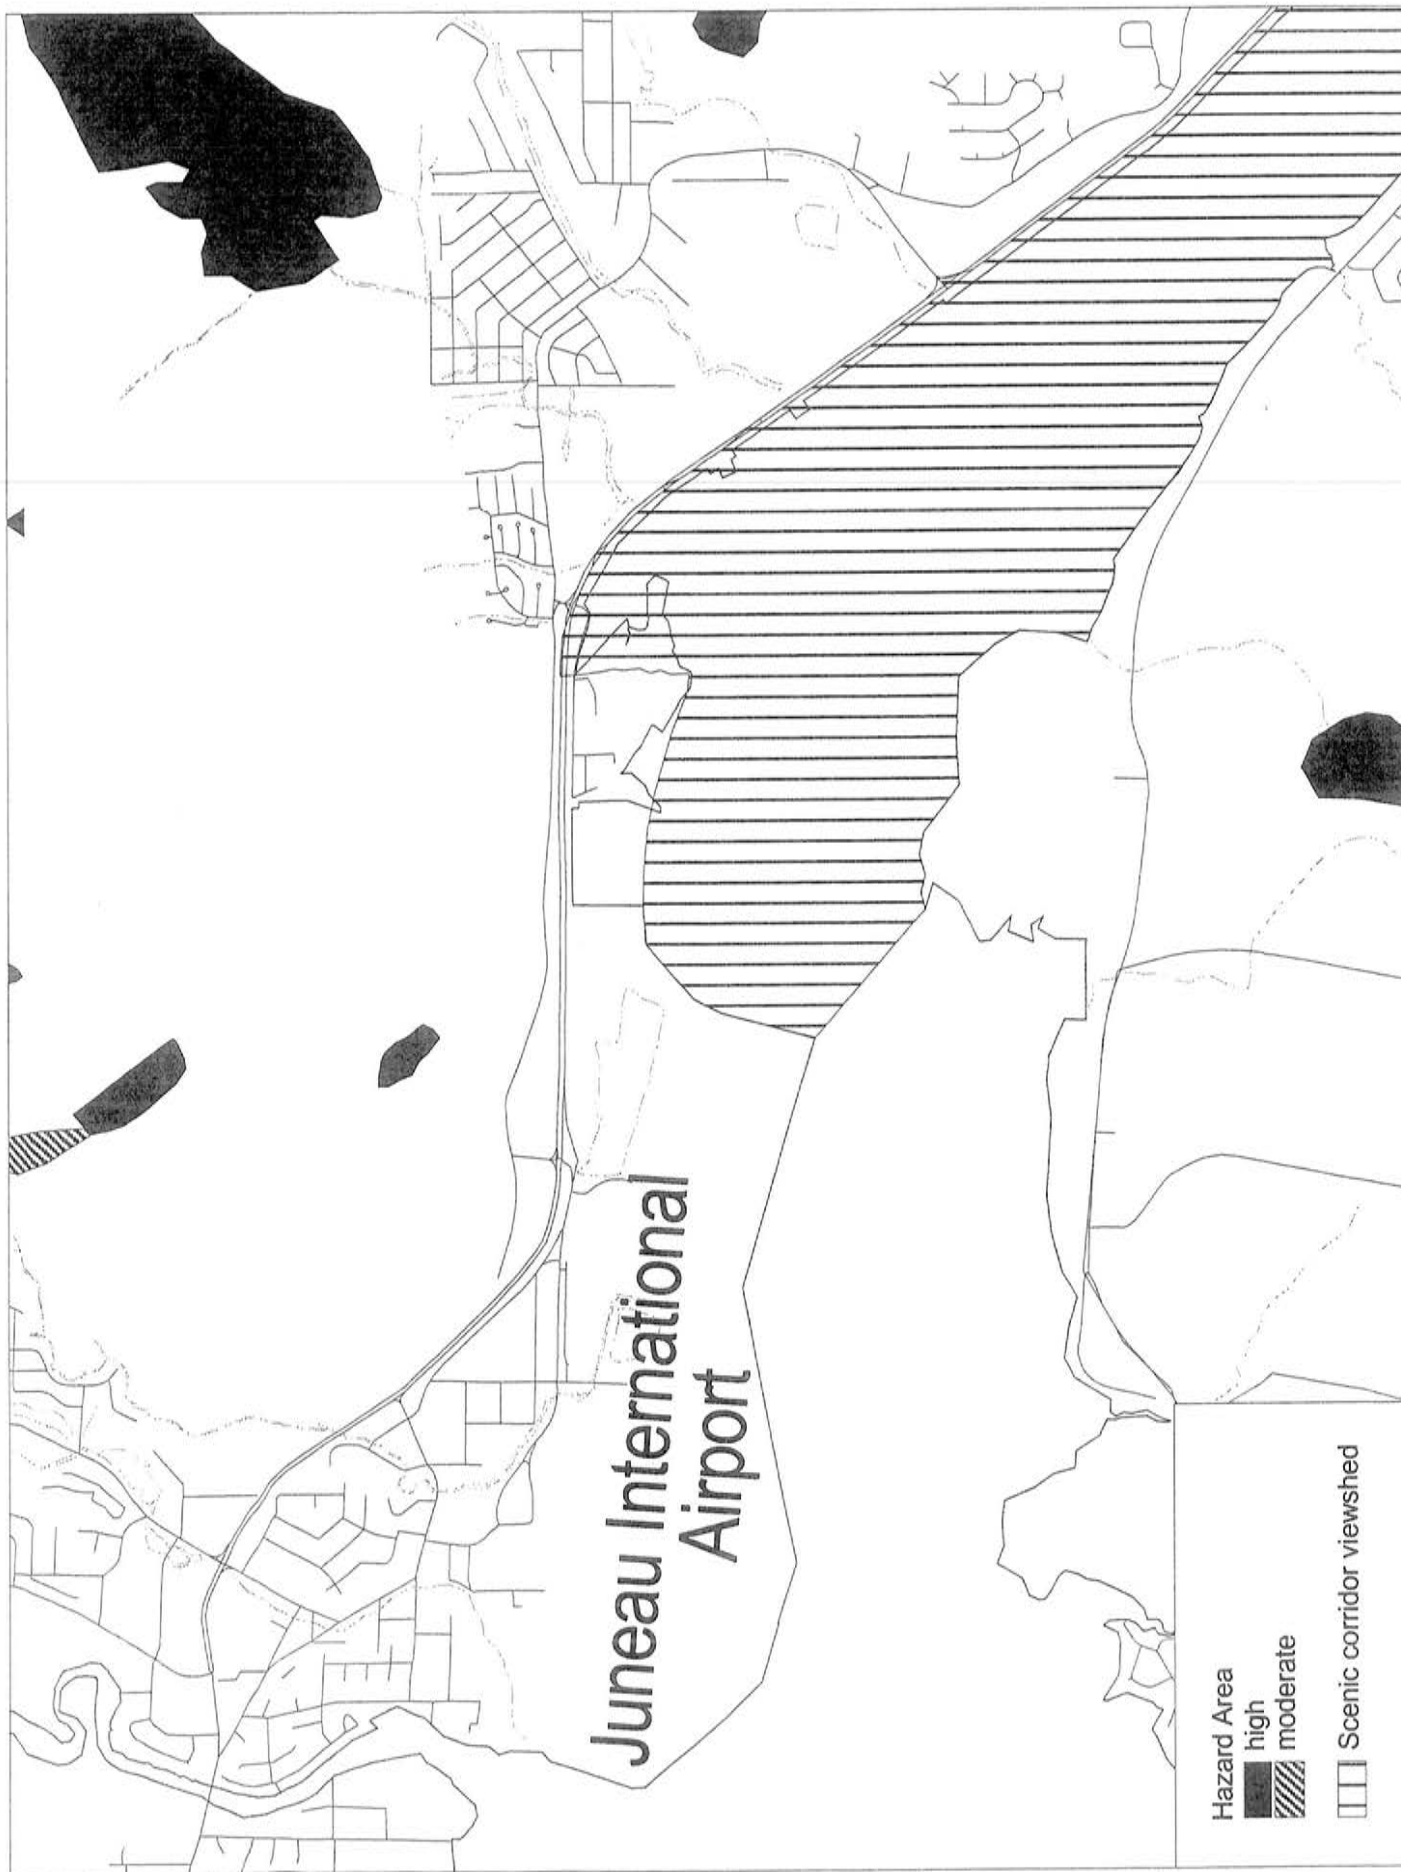 Juneau International
Airport
Hazard Area
high
moderate
Scenic corridor viewshed